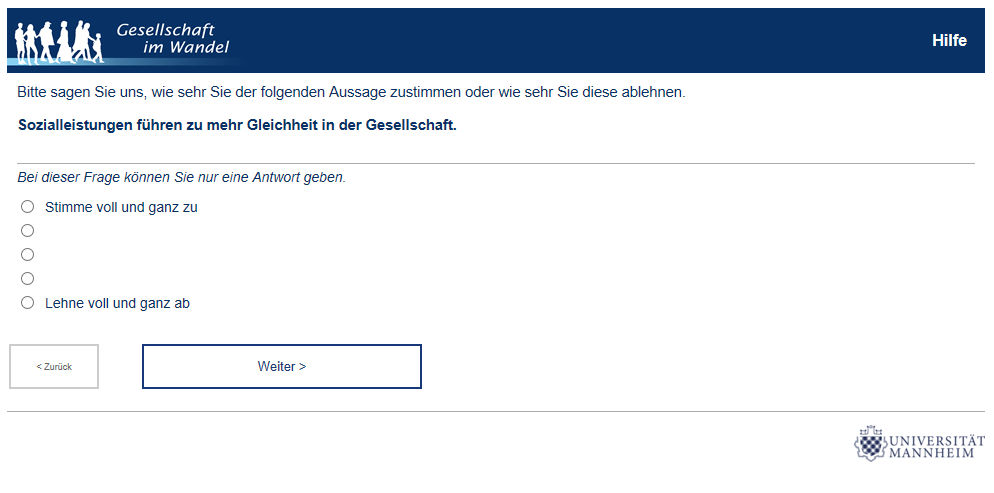 Gesellschaft
im Wandel
Hilfe
Bitte sagen Sie uns, wie sehr Sie der folgenden Aussage zustimmen oder wie sehr Sie diese ablehnen.
Sozialleistungen führen zu mehr Gleichheit in der Gesellschaft.
Bei dieser Frage können Sie nur eine Antwort geben.
Stimme voll und ganz zu
Lehne voll und ganz ab
< Zurück
Weiter >
UNIVERSITÄT
MANNHEIM